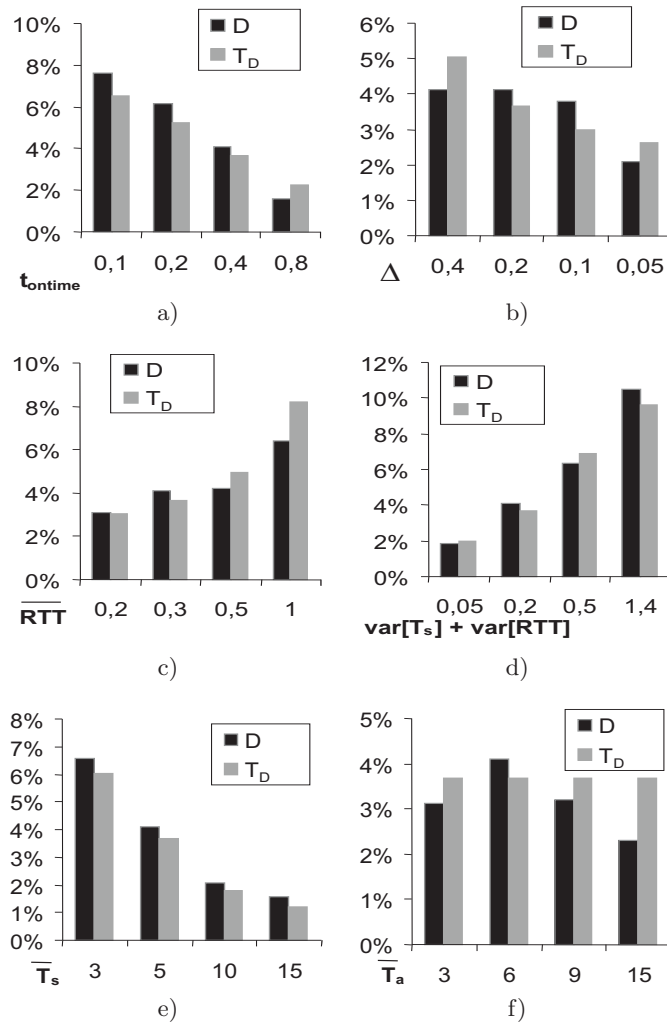 10%
8%
6%
4%
2%
0%
D
T_D
0,1 0,2 0,4 0,8
t_ontime
a)
6%
5%
4%
3%
2%
1%
0%
D
T_D
0,4 0,2 0,1 0,05
Δ
b)
10%
8%
6%
4%
2%
0%
D
T_D
0,2 0,3 0,5 1
RTT
c)
12%
10%
8%
6%
4%
2%
0%
D
T_D
0,05 0,2 0,5 1,4
var[T_s] + var[RTT]
d)
8%
7%
6%
5%
4%
3%
2%
1%
0%
D
T_D
T_s 3 5 10 15
e)
5%
4%
3%
2%
1%
0%
D
T_D
T_a 3 6 9 15
f)